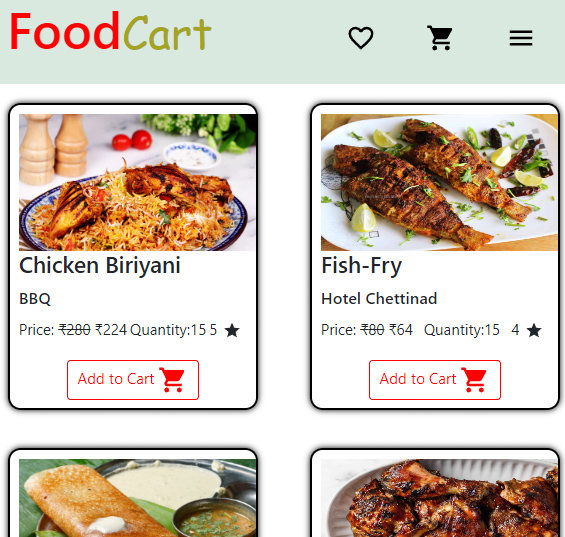 FoodCart
Chicken Biriyani
BBQ
Price: ₹280 ₹224 Quantity:15 5
Add to Cart
Fish-Fry
Hotel Chettinad
Price: ₹80 ₹64 Quantity:15 4
Add to Cart